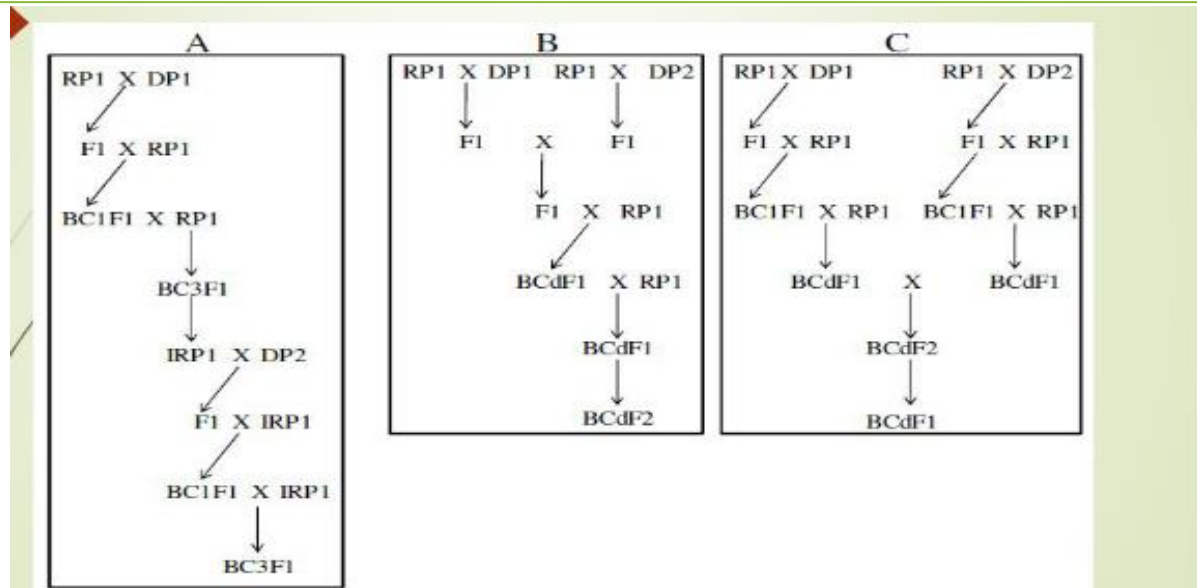 A
RP1 X DP1
F1 X RP1
BC1F1 X RP1
BC3F1
IRP1 X DP2
F1 X IRP1
BC1F1 X IRP1
BC3F1
B
RP1 X DP1 RP1 X DP2
F1 X F1
F1 X RP1
BCdF1 X RP1
BCdF1
BCdF2
C
RP1 X DP1 RP1 X DP2
F1 X RP1 F1 X RP1
BC1F1 X RP1 BC1F1 X RP1
BCdF1 X BCdF1
BCdF2
BCdF1